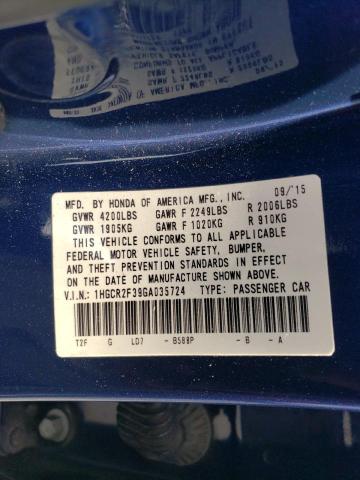 MFD. BY HONDA OF AMERICA MFG., INC. 09/'15
GVWR 4200LBS GAWR F 2249LBS R 2006LBS
GVWR 1905KG GAWR F 1020KG R 910KG
THIS VEHICLE CONFORMS TO ALL APPLICABLE
FEDERAL MOTOR VEHICLE SAFETY, BUMPER,
AND THEFT PREVENTION STANDARDS IN EFFECT
ON THE DATE OF MANUFACTURE SHOWN ABOVE.
V.I.N.: 1HGCR2F39GA035724 TYPE: PASSENGER CAR
T2F G LD7 - B588P - B - A